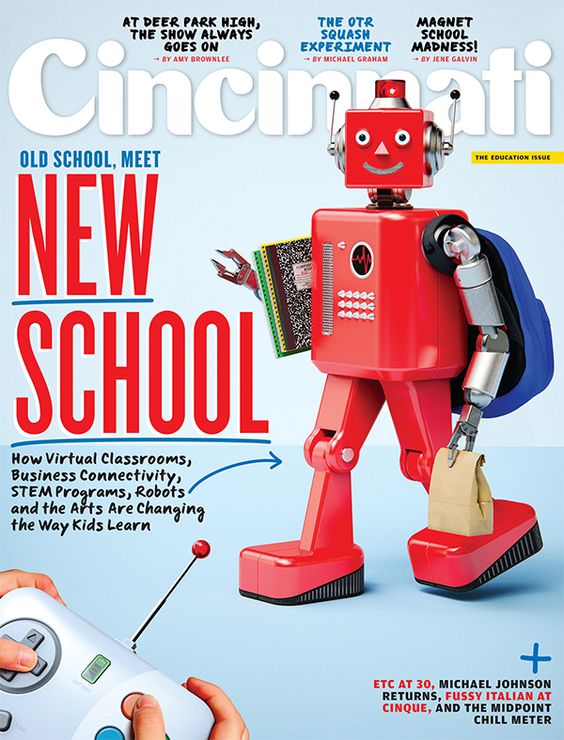 AT DEER PARK HIGH,
THE SHOW ALWAYS
GOES ON
→ BY AMY BROWNLEE
THE OTR
SQUASH
EXPERIMENT
→ BY MICHAEL GRAHAM
MAGNET
SCHOOL
MADNESS!
→ BY JENE GALVIN
Cincinnati
THE EDUCATION ISSUE
OLD SCHOOL, MEET
NEW
SCHOOL
How Virtual Classrooms,
Business Connectivity,
STEM Programs, Robots
and the Arts Are Changing
the Way Kids Learn
BATTERY
+
ETC AT 30, MICHAEL JOHNSON
RETURNS, FUSSY ITALIAN AT
CINQUE, AND THE MIDPOINT
CHILL METER